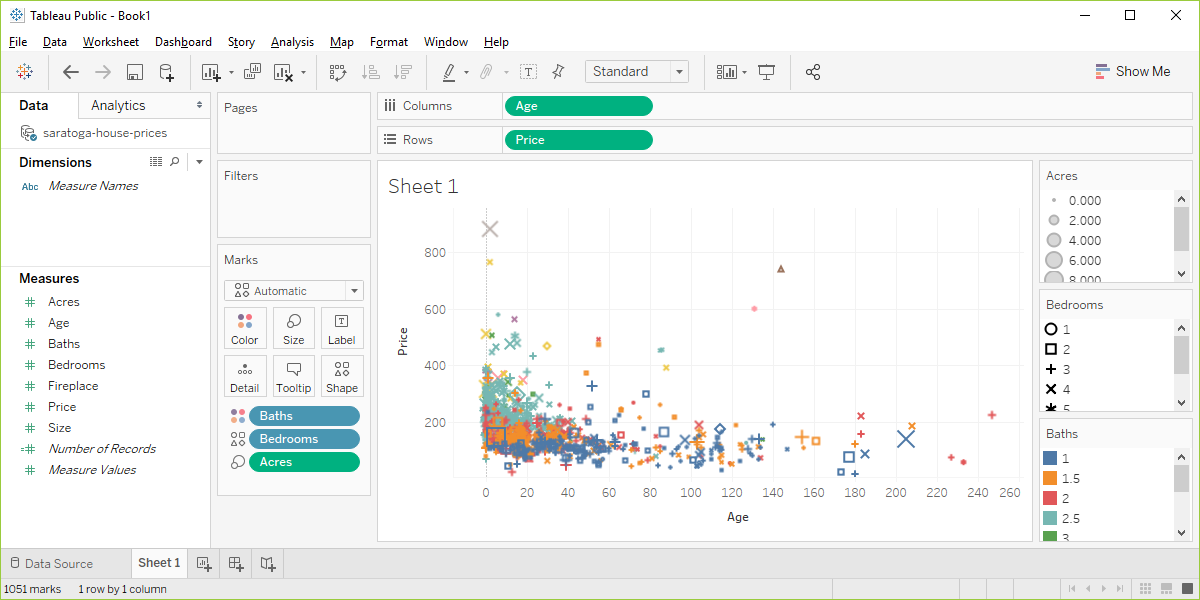 Tableau Public - Book1
File Data Worksheet Dashboard Story Analysis Map Format Window Help
T Standard Show Me
Data Analytics
saratoga-house-prices
Dimensions
Abc Measure Names
Measures
# Acres
# Age
# Baths
# Bedrooms
# Fireplace
# Price
# Size
=# Number of Records
# Measure Values
Pages
Filters
Marks
Automatic
Color Size Label
Detail Tooltip Shape
Baths
Bedrooms
Acres
Columns Age
Rows Price
Sheet 1
Price
800
600
400
200
0 20 40 60 80 100 120 140 160 180 200 220 240 260
Age
Acres
0.000
2.000
4.000
6.000
8.000
Bedrooms
1
2
3
4
5
Baths
1
1.5
2
2.5
3
Data Source Sheet 1
1051 marks 1 row by 1 column